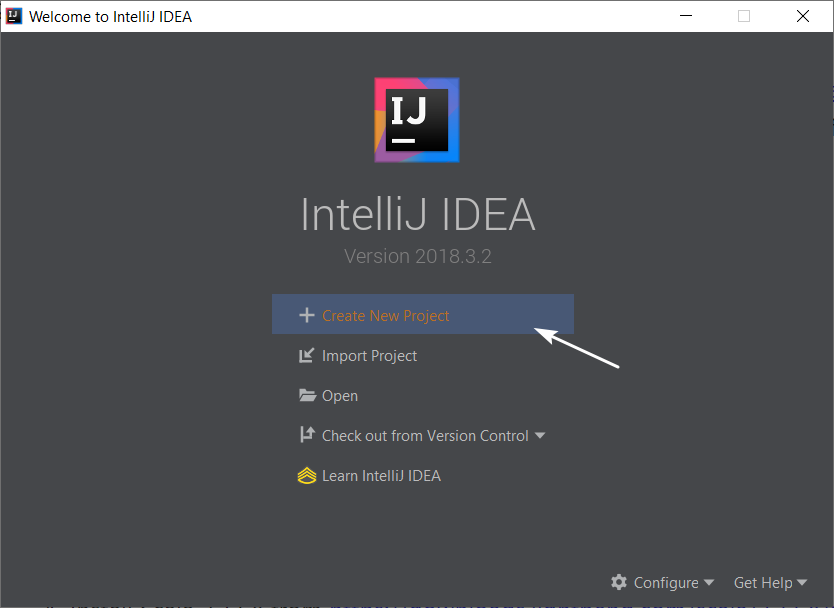 Welcome to IntelliJ IDEA
IJ
IntelliJ IDEA
Version 2018.3.2
Create New Project
Import Project
Open
Check out from Version Control
Learn IntelliJ IDEA
Configure
Get Help